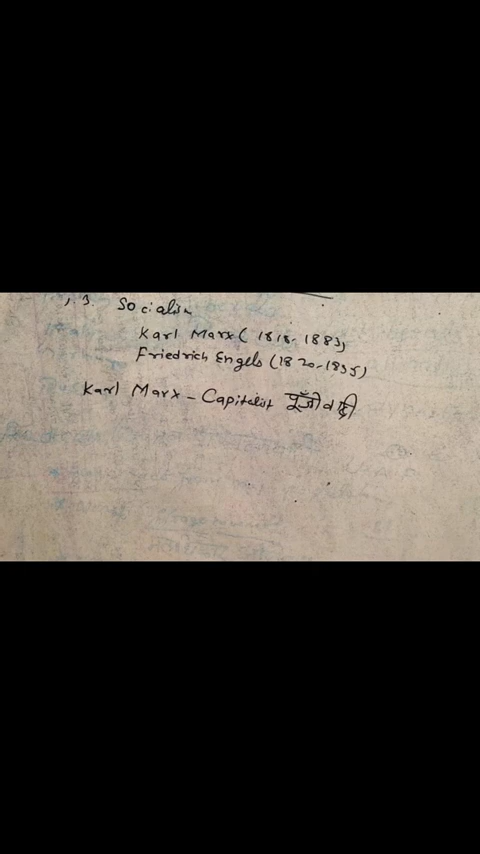 1.3. Socialism
Karl Marx (1818-1883)
Friedrich Engels (1820-1895)
Karl Marx - Capitalist पूँजीवादी